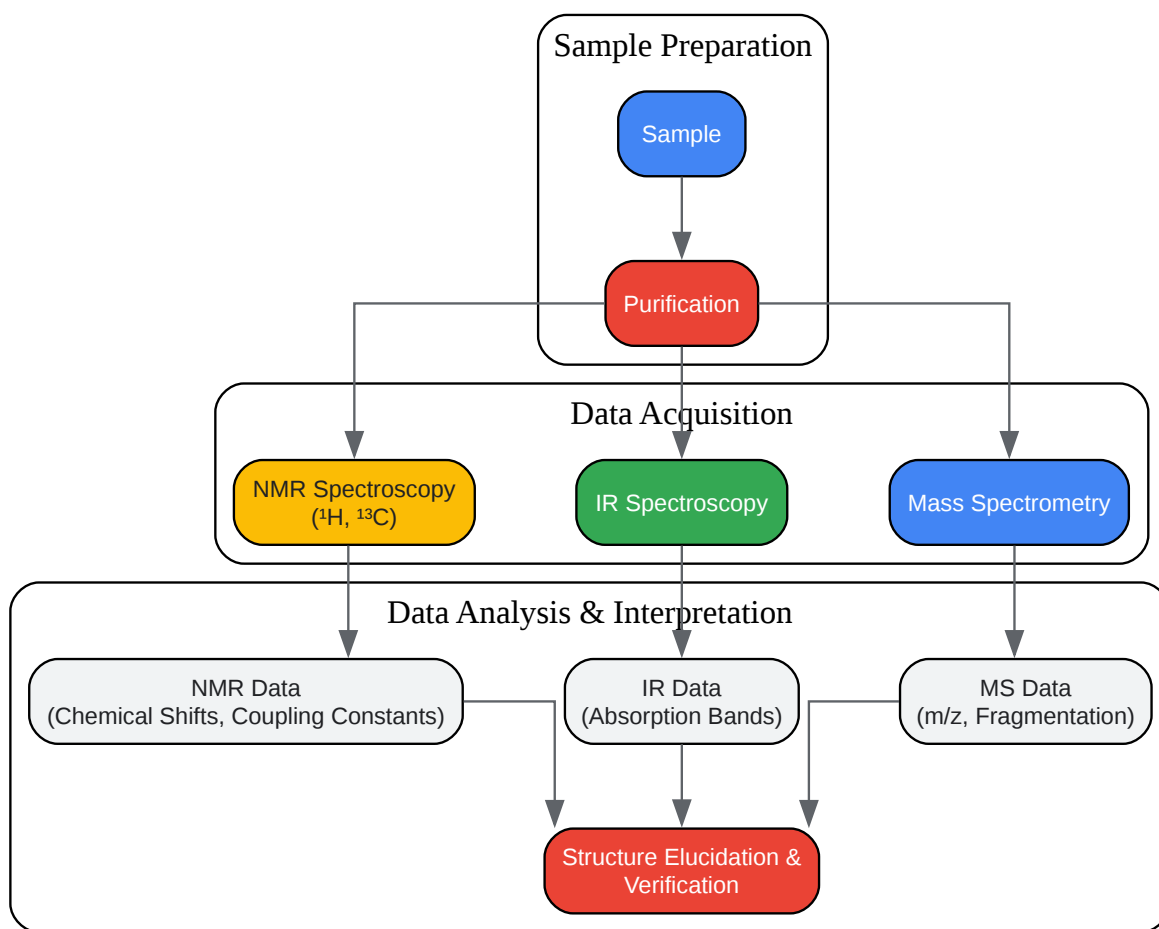 Sample Preparation
Sample
Purification
Data Acquisition
NMR Spectroscopy
(¹H, ¹³C)
IR Spectroscopy
Mass Spectrometry
Data Analysis & Interpretation
NMR Data
(Chemical Shifts, Coupling Constants)
IR Data
(Absorption Bands)
MS Data
(m/z, Fragmentation)
Structure Elucidation &
Verification